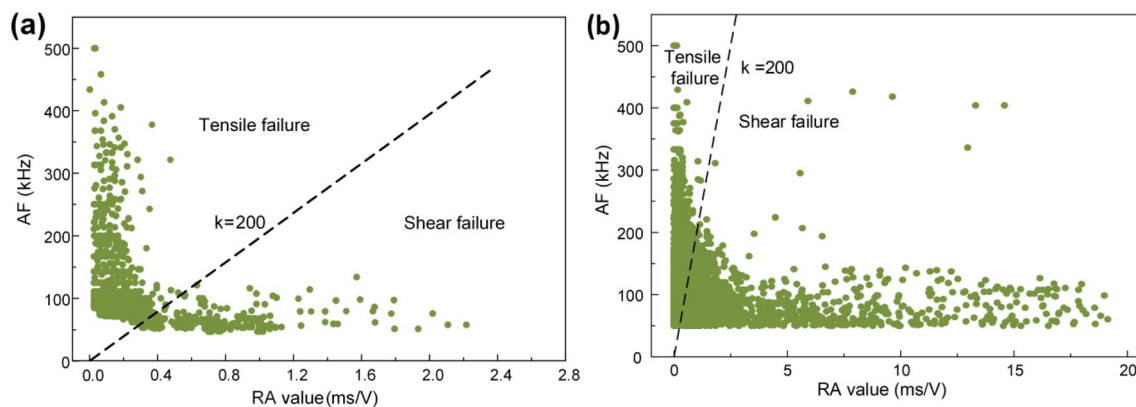 (a)
AF (kHz)
500
400
300
200
100
0
Tensile failure
k=200
Shear failure
0.0 0.4 0.8 1.2 1.6 2.0 2.4 2.8
RA value (ms/V)
(b)
AF (kHz)
500
400
300
200
100
0
Tensile
failure
k =200
Shear failure
0 5 10 15 20
RA value (ms/V)